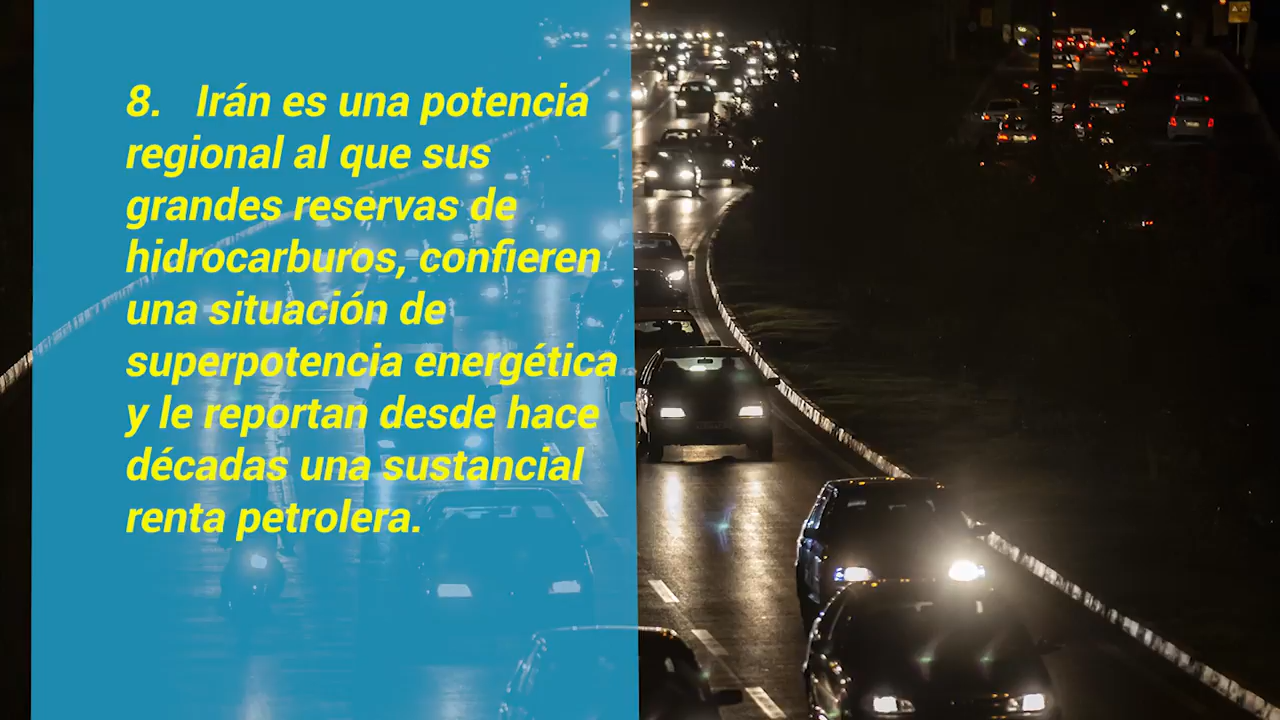 8. Irán es una potencia
regional al que sus
grandes reservas de
hidrocarburos, confieren
una situación de
superpotencia energética
y le reportan desde hace
décadas una sustancial
renta petrolera.